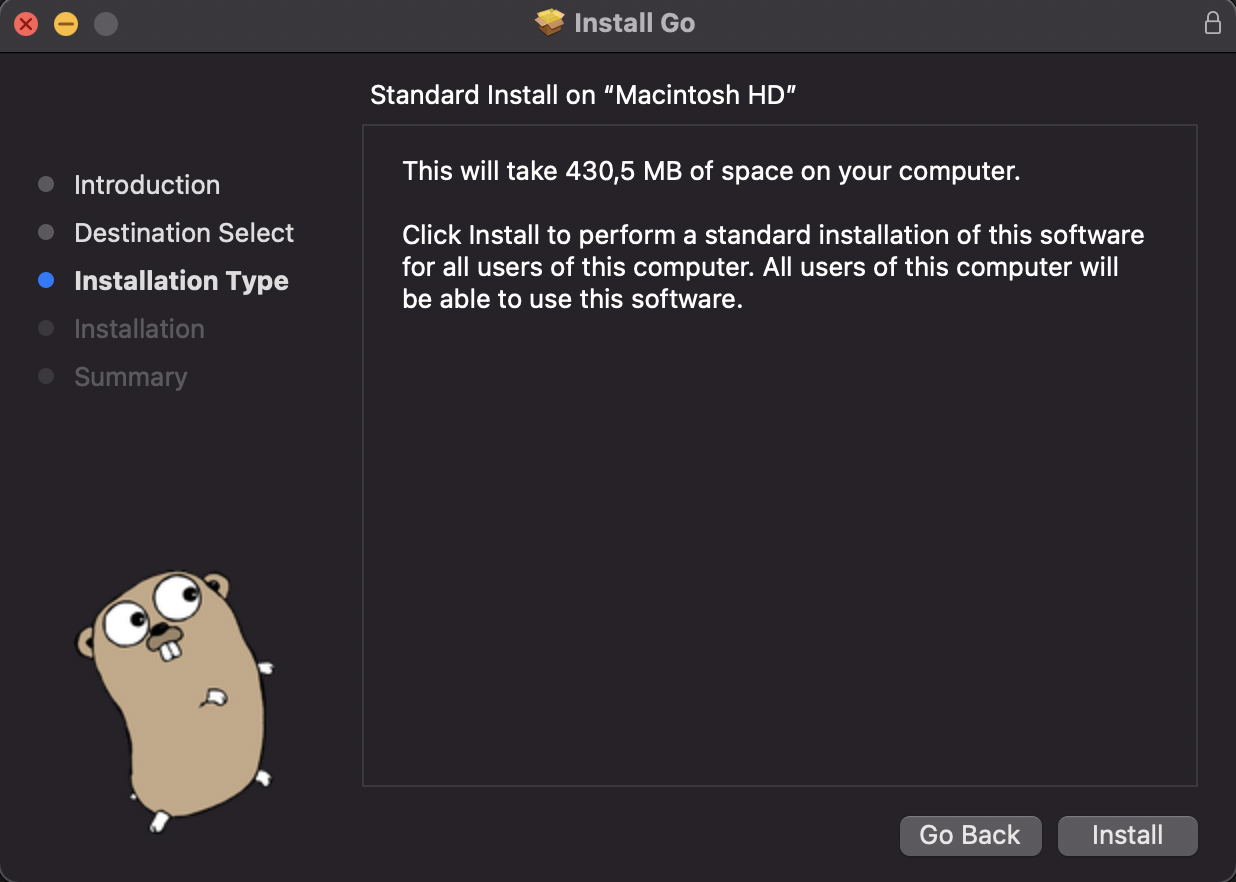 Install Go
Standard Install on “Macintosh HD”
Introduction
Destination Select
Installation Type
Installation
Summary
This will take 430,5 MB of space on your computer.
Click Install to perform a standard installation of this software
for all users of this computer. All users of this computer will
be able to use this software.
Go Back
Install